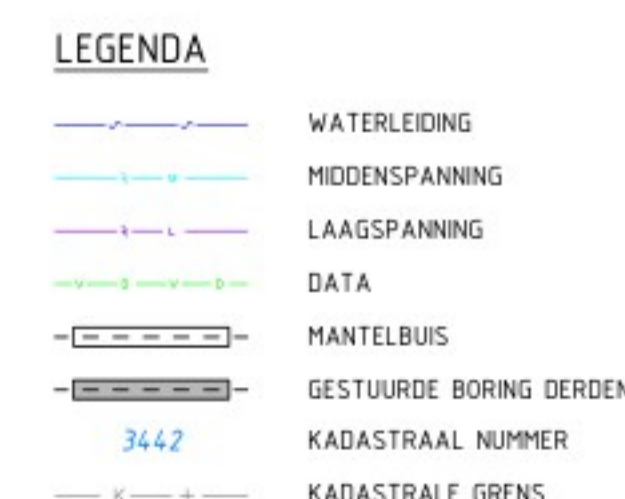 LEGENDA
WATERLEIDING
MIDDENSPANNING
LAAGSPANNING
V D V D DATA
MANTELBUIS
GESTUURDE BORING DERDEN
3442 KADASTRAAL NUMMER
K KADASTRALE GRENS